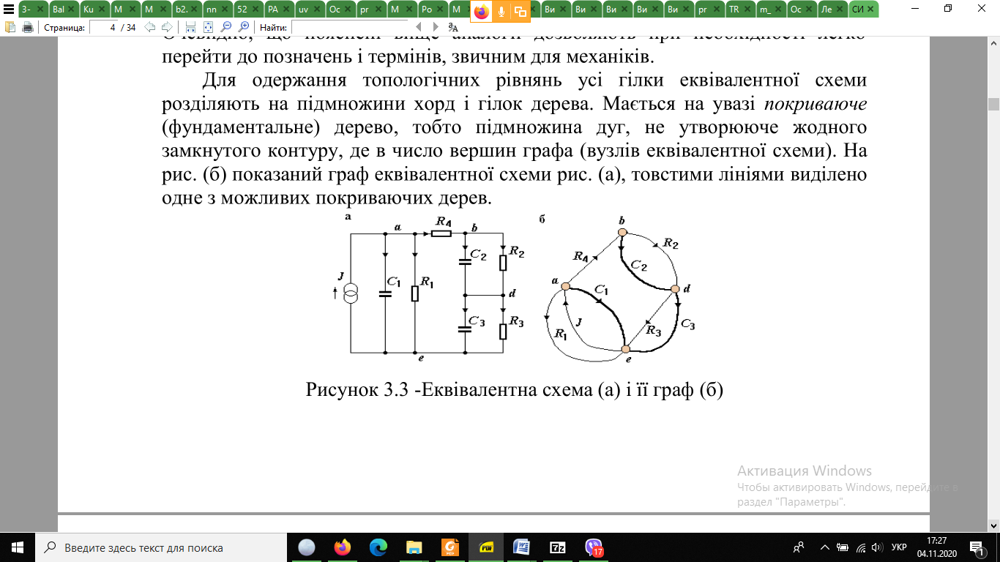 3-
Bal
Ku
M
M
b2.
nn
52
PA
uv
Oc
pr
M
Po
M
Ви
Ви
Ви
Ви
Ви
pr
TR
m_
Ос
Ле
СИ
Страница: 4 / 34 Найти:
Очевидно, що пояснені вище аналогії дозволяють при необхідності легко
перейти до позначень і термінів, звичним для механіків.
Для одержання топологічних рівнянь усі гілки еквівалентної схеми
розділяють на підмножини хорд і гілок дерева. Мається на увазі покриваюче
(фундаментальне) дерево, тобто підмножина дуг, не утворююче жодного
замкнутого контуру, де в число вершин графа (вузлів еквівалентної схеми). На
рис. (б) показаний граф еквівалентної схеми рис. (а), товстими лініями виділено
одне з можливих покриваючих дерев.
а
a
R4
b
C2
R2
J
C1
R1
d
C3
R3
e
б
b
R2
R4
C2
a
C1
d
R1
J
R3
C3
e
Рисунок 3.3 -Еквівалентна схема (а) і її граф (б)
Активация Windows
Чтобы активировать Windows, перейдите в
раздел "Параметры".
Введите здесь текст для поиска
PDF
W
7z
17
УКР
17:27
04.11.2020
1